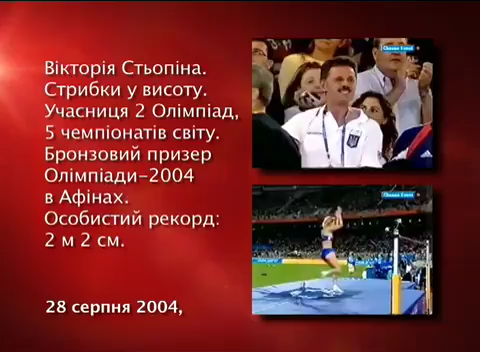 Вікторія Стьопіна.
Стрибки у висоту.
Учасниця 2 Олімпіад,
5 чемпіонатів світу.
Бронзовий призер
Олімпіади-2004
в Афінах.
Особистий рекорд:
2 м 2 см.
28 серпня 2004,